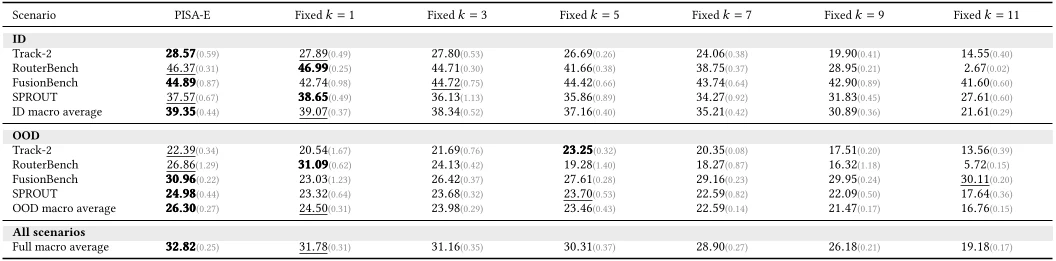 Scenario PISA-E Fixed k = 1 Fixed k = 3 Fixed k = 5 Fixed k = 7 Fixed k = 9 Fixed k = 11
ID
Track-2 28.57(0.59) 27.89(0.49) 27.80(0.53) 26.69(0.26) 24.06(0.38) 19.90(0.41) 14.55(0.40)
RouterBench 46.37(0.31) 46.99(0.25) 44.71(0.30) 41.66(0.38) 38.75(0.37) 28.95(0.21) 2.67(0.02)
FusionBench 44.89(0.87) 42.74(0.98) 44.72(0.75) 44.42(0.66) 43.74(0.64) 42.90(0.89) 41.60(0.60)
SPROUT 37.57(0.67) 38.65(0.49) 36.13(1.13) 35.86(0.89) 34.27(0.92) 31.83(0.45) 27.61(0.60)
ID macro average 39.35(0.44) 39.07(0.37) 38.34(0.52) 37.16(0.40) 35.21(0.42) 30.89(0.36) 21.61(0.29)
OOD
Track-2 22.39(0.34) 20.54(1.67) 21.69(0.76) 23.25(0.32) 20.35(0.08) 17.51(0.20) 13.56(0.39)
RouterBench 26.86(1.29) 31.09(0.62) 24.13(0.42) 19.28(1.40) 18.27(0.87) 16.32(1.18) 5.72(0.15)
FusionBench 30.96(0.22) 23.03(1.23) 26.42(0.37) 27.61(0.28) 29.16(0.23) 29.95(0.24) 30.11(0.20)
SPROUT 24.98(0.44) 23.32(0.64) 23.68(0.32) 23.70(0.53) 22.59(0.82) 22.09(0.50) 17.64(0.36)
OOD macro average 26.30(0.27) 24.50(0.31) 23.98(0.29) 23.46(0.43) 22.59(0.14) 21.47(0.17) 16.76(0.15)
All scenarios
Full macro average 32.82(0.25) 31.78(0.31) 31.16(0.35) 30.31(0.37) 28.90(0.27) 26.18(0.21) 19.18(0.17)